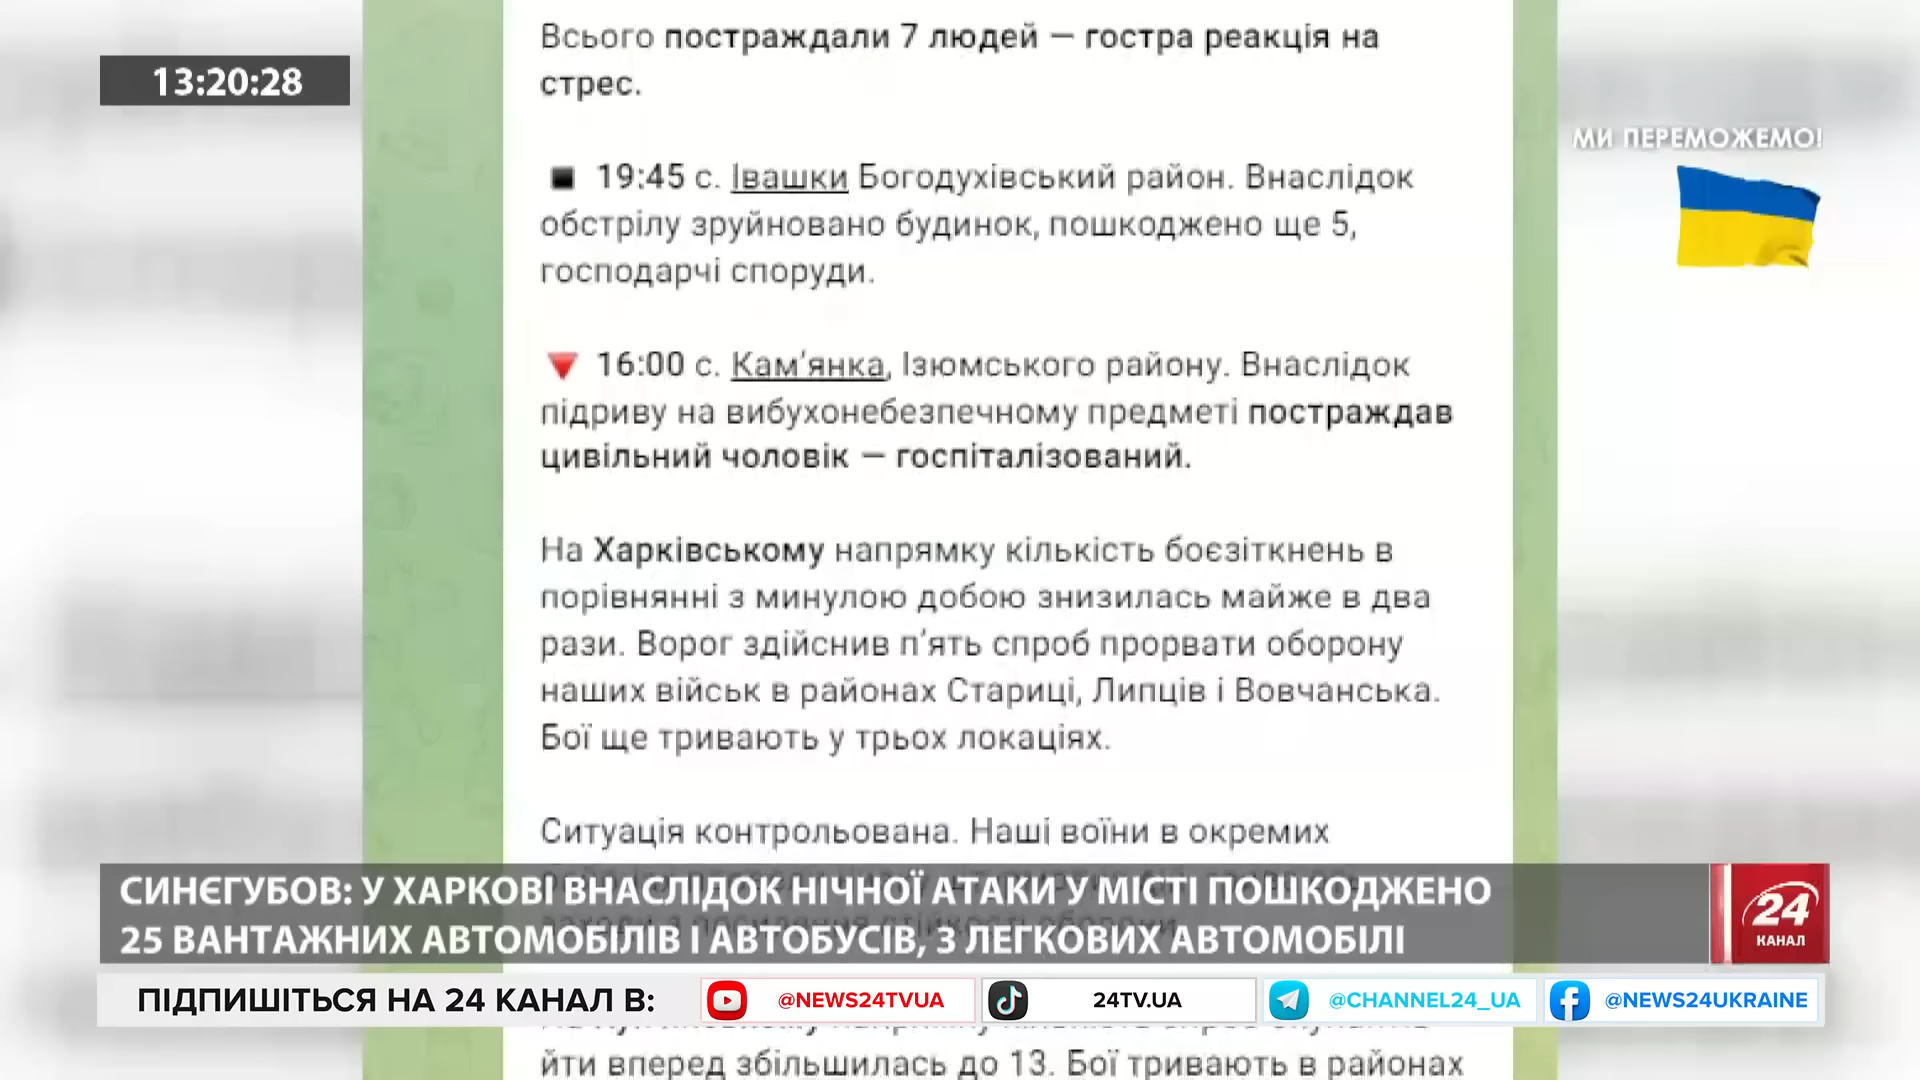 Всього постраждали 7 людей — гостра реакція на
стрес.
13:20:28
МИ ПЕРЕМОЖЕМО!
19:45 с. Івашки Богодухівський район. Внаслідок
обстрілу зруйновано будинок, пошкоджено ще 5,
господарчі споруди.
16:00 с. Кам’янка, Ізюмського району. Внаслідок
підриву на вибухонебезпечному предметі постраждав
цивільний чоловік — госпіталізований.
На Харківському напрямку кількість боєзіткнень в
порівнянні з минулою добою знизилась майже в два
рази. Ворог здійснив п’ять спроб прорвати оборону
наших військ в районах Стариці, Липців і Вовчанська.
Бої ще тривають у трьох локаціях.
Ситуація контрольована. Наші воїни в окремих
СИНЄГУБОВ: У ХАРКОВІ ВНАСЛІДОК НІЧНОЇ АТАКИ У МІСТІ ПОШКОДЖЕНО
25 ВАНТАЖНИХ АВТОМОБІЛІВ І АВТОБУСІВ, 3 ЛЕГКОВИХ АВТОМОБІЛІ
24
КАНАЛ
ПІДПИШІТЬСЯ НА 24 КАНАЛ В:
@NEWS24TVUA
24TV.UA
@CHANNEL24_UA
@NEWS24UKRAINE
йти вперед збільшилась до 13. Бої тривають в районах